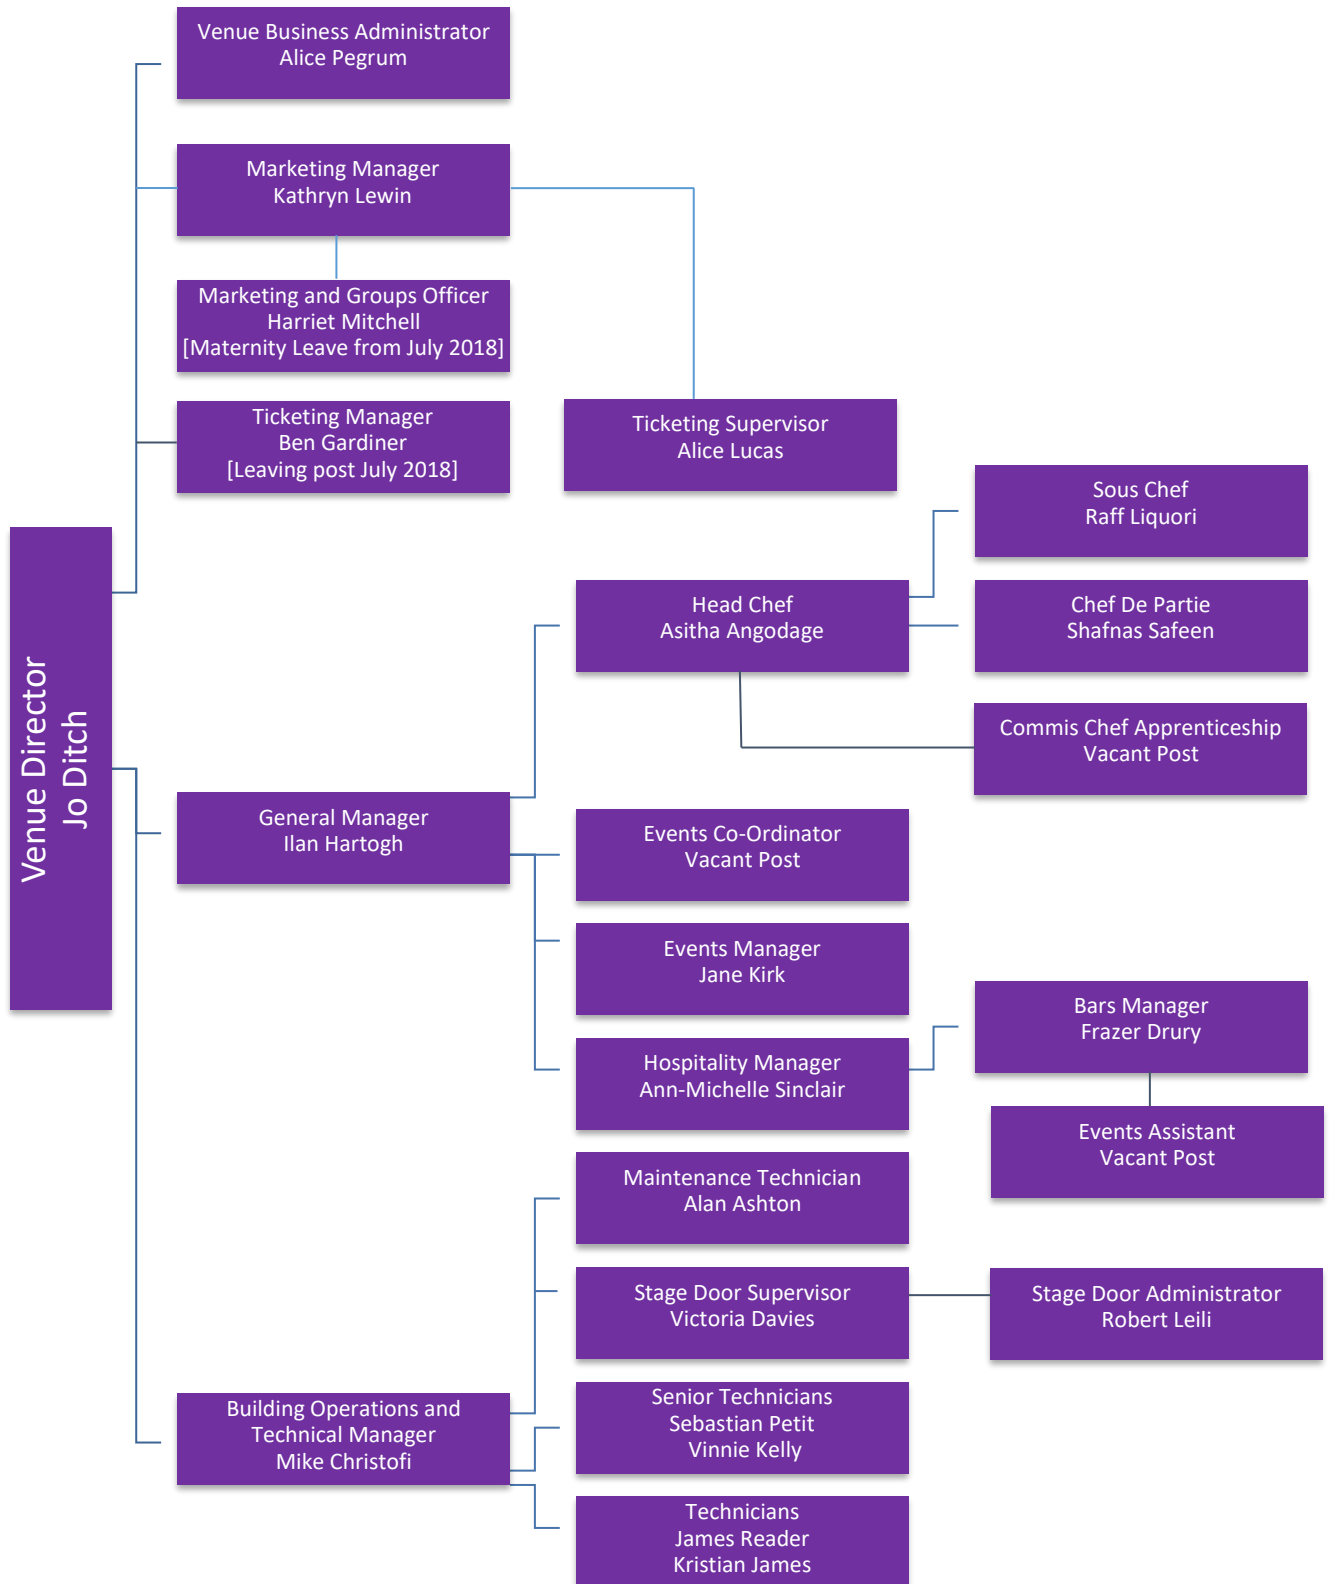 Venue Business Administrator
Alice Pegrum
Marketing Manager
Kathryn Lewin
Marketing and Groups Officer
Harriet Mitchell
[Maternity Leave from July 2018]
Ticketing Manager
Ben Gardiner
[Leaving post July 2018]
Ticketing Supervisor
Alice Lucas
Venue Director
Jo Ditch
Sous Chef
Raff Liquori
Head Chef
Asitha Angodage
Chef De Partie
Shafnas Safeen
Commis Chef Apprenticeship
Vacant Post
General Manager
Ilan Hartogh
Events Co-Ordinator
Vacant Post
Events Manager
Jane Kirk
Bars Manager
Frazer Drury
Hospitality Manager
Ann-Michelle Sinclair
Events Assistant
Vacant Post
Maintenance Technician
Alan Ashton
Stage Door Supervisor
Victoria Davies
Stage Door Administrator
Robert Leili
Building Operations and
Technical Manager
Mike Christofi
Senior Technicians
Sebastian Petit
Vinnie Kelly
Technicians
James Reader
Kristian James